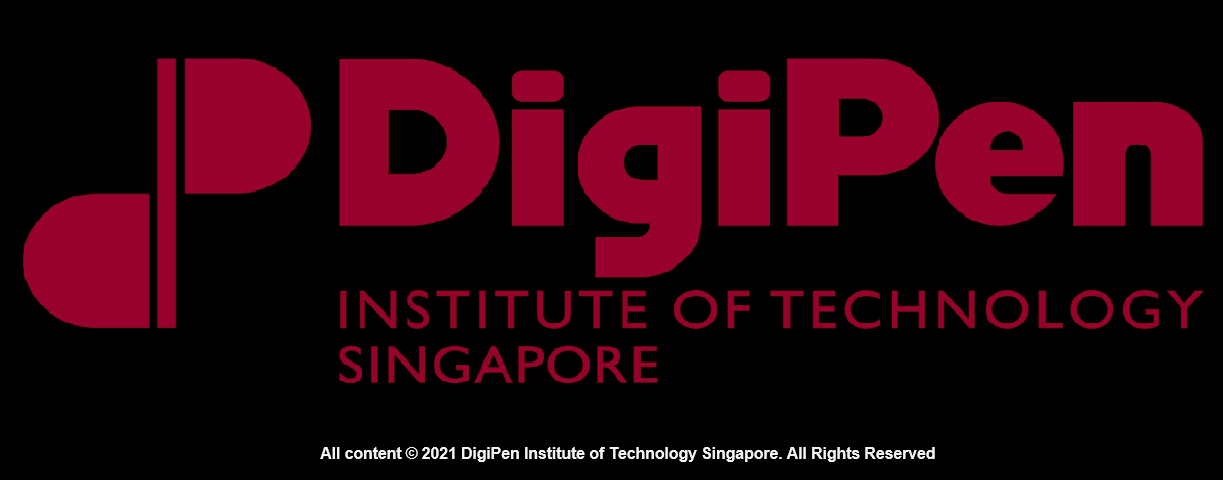 DigiPen
INSTITUTE OF TECHNOLOGY
SINGAPORE
All content © 2021 DigiPen Institute of Technology Singapore. All Rights Reserved